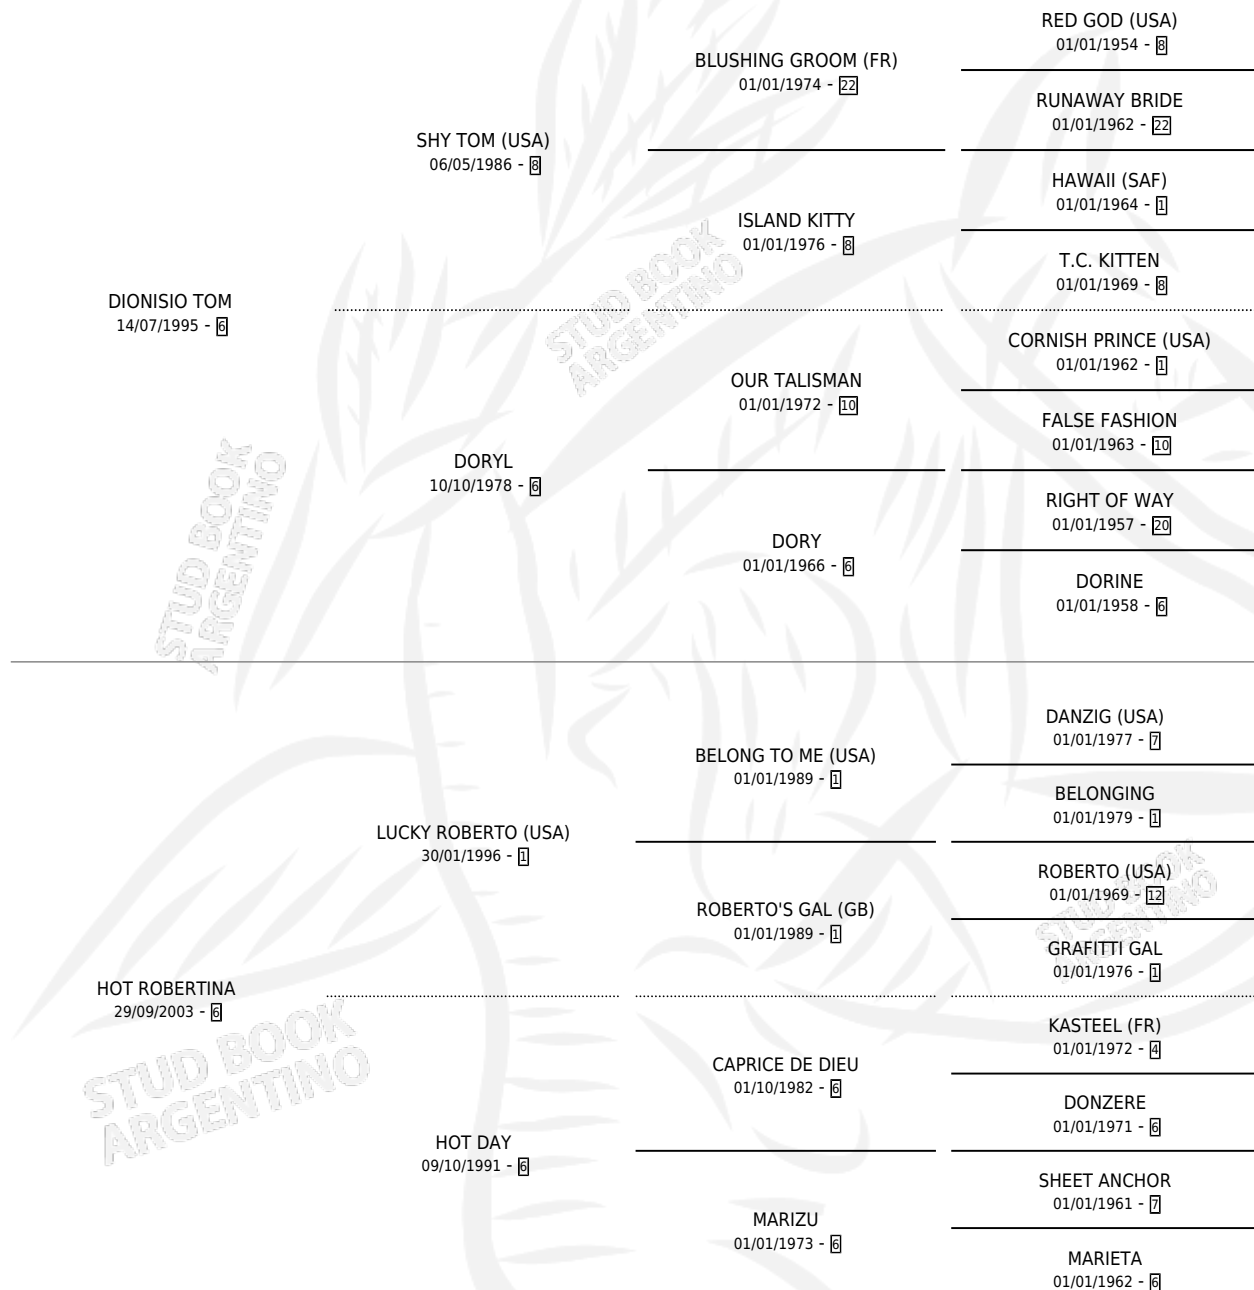 RED GOD (USA)
01/01/1954 - 8
BLUSHING GROOM (FR)
01/01/1974 - 22
RUNAWAY BRIDE
01/01/1962 - 22
SHY TOM (USA)
06/05/1986 - 8
HAWAII (SAF)
01/01/1964 - 1
ISLAND KITTY
01/01/1976 - 8
T.C. KITTEN
01/01/1969 - 8
STUD BOOK
ARGENTINO
DIONISIO TOM
14/07/1995 - 6
CORNISH PRINCE (USA)
01/01/1962 - 1
OUR TALISMAN
01/01/1972 - 10
FALSE FASHION
01/01/1963 - 10
DORYL
10/10/1978 - 6
RIGHT OF WAY
01/01/1957 - 20
DORY
01/01/1966 - 6
DORINE
01/01/1958 - 6
STUD BOOK
ARGENTINO
DANZIG (USA)
01/01/1977 - 7
BELONG TO ME (USA)
01/01/1989 - 1
BELONGING
01/01/1979 - 1
LUCKY ROBERTO (USA)
30/01/1996 - 1
ROBERTO (USA)
01/01/1969 - 12
ROBERTO'S GAL (GB)
01/01/1989 - 1
GRAFITTI GAL
01/01/1976 - 1
STUD BOOK
ARGENTINO
HOT ROBERTINA
29/09/2003 - 6
KASTEEL (FR)
01/01/1972 - 4
CAPRICE DE DIEU
01/10/1982 - 6
DONZERE
01/01/1971 - 6
STUD BOOK
ARGENTINO
HOT DAY
09/10/1991 - 6
SHEET ANCHOR
01/01/1961 - 7
MARIZU
01/01/1973 - 6
MARIETA
01/01/1962 - 6